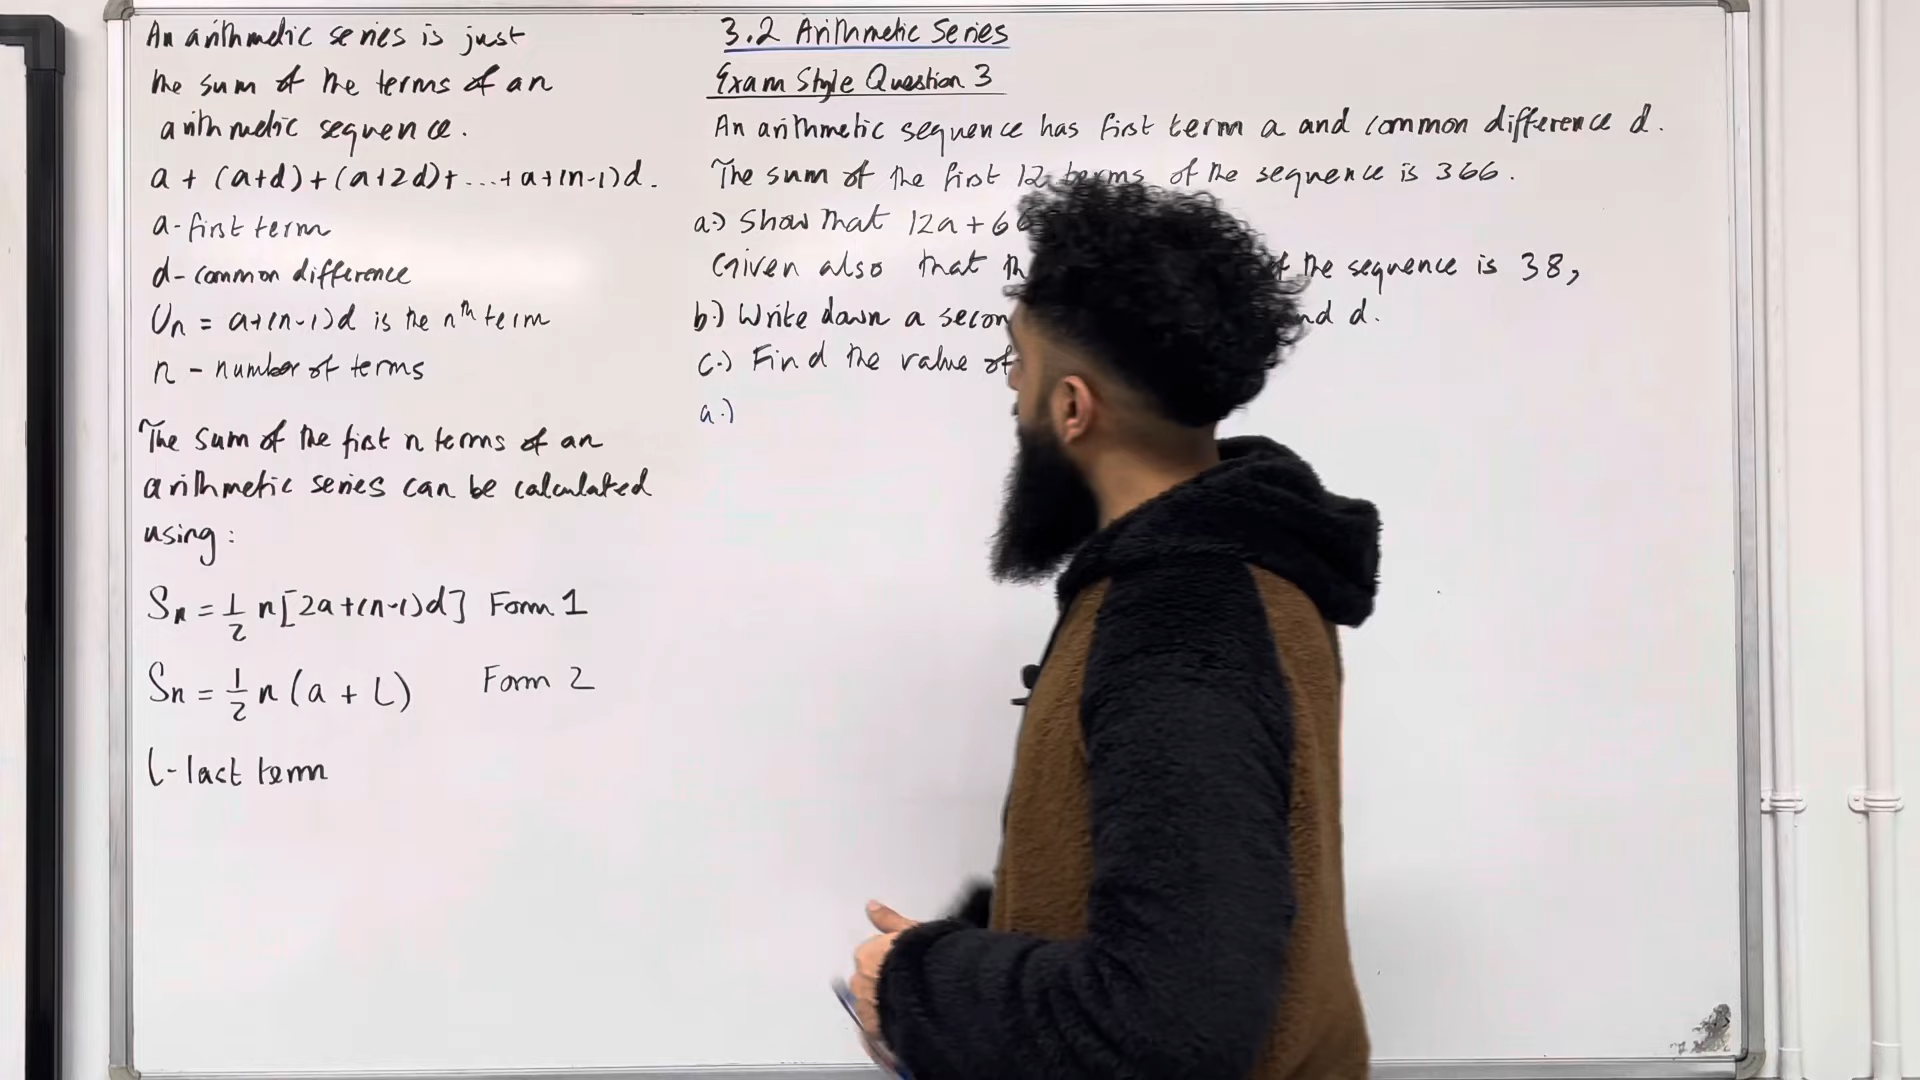 An arithmetic series is just
the sum of the terms of an
arithmetic sequence.
a + (a+d) + (a+2d) + ... + a+(n-1)d.
a - first term
d - common difference
Un = a+(n-1)d is the nth term
n - number of terms
The sum of the first n terms of an
arithmetic series can be calculated
using:
Sn = 1/2 n[2a+(n-1)d] Form 1
Sn = 1/2 n(a + L) Form 2
L - last term
3.2 Arithmetic Series
Exam Style Question 3
An arithmetic sequence has first term a and common difference d.
The sum of the first 12 terms of the sequence is 366.
a.) Show that 12a + 6
Given also that the sequence is 38,
b.) Write down a d.
c.) Find the value of
a.)